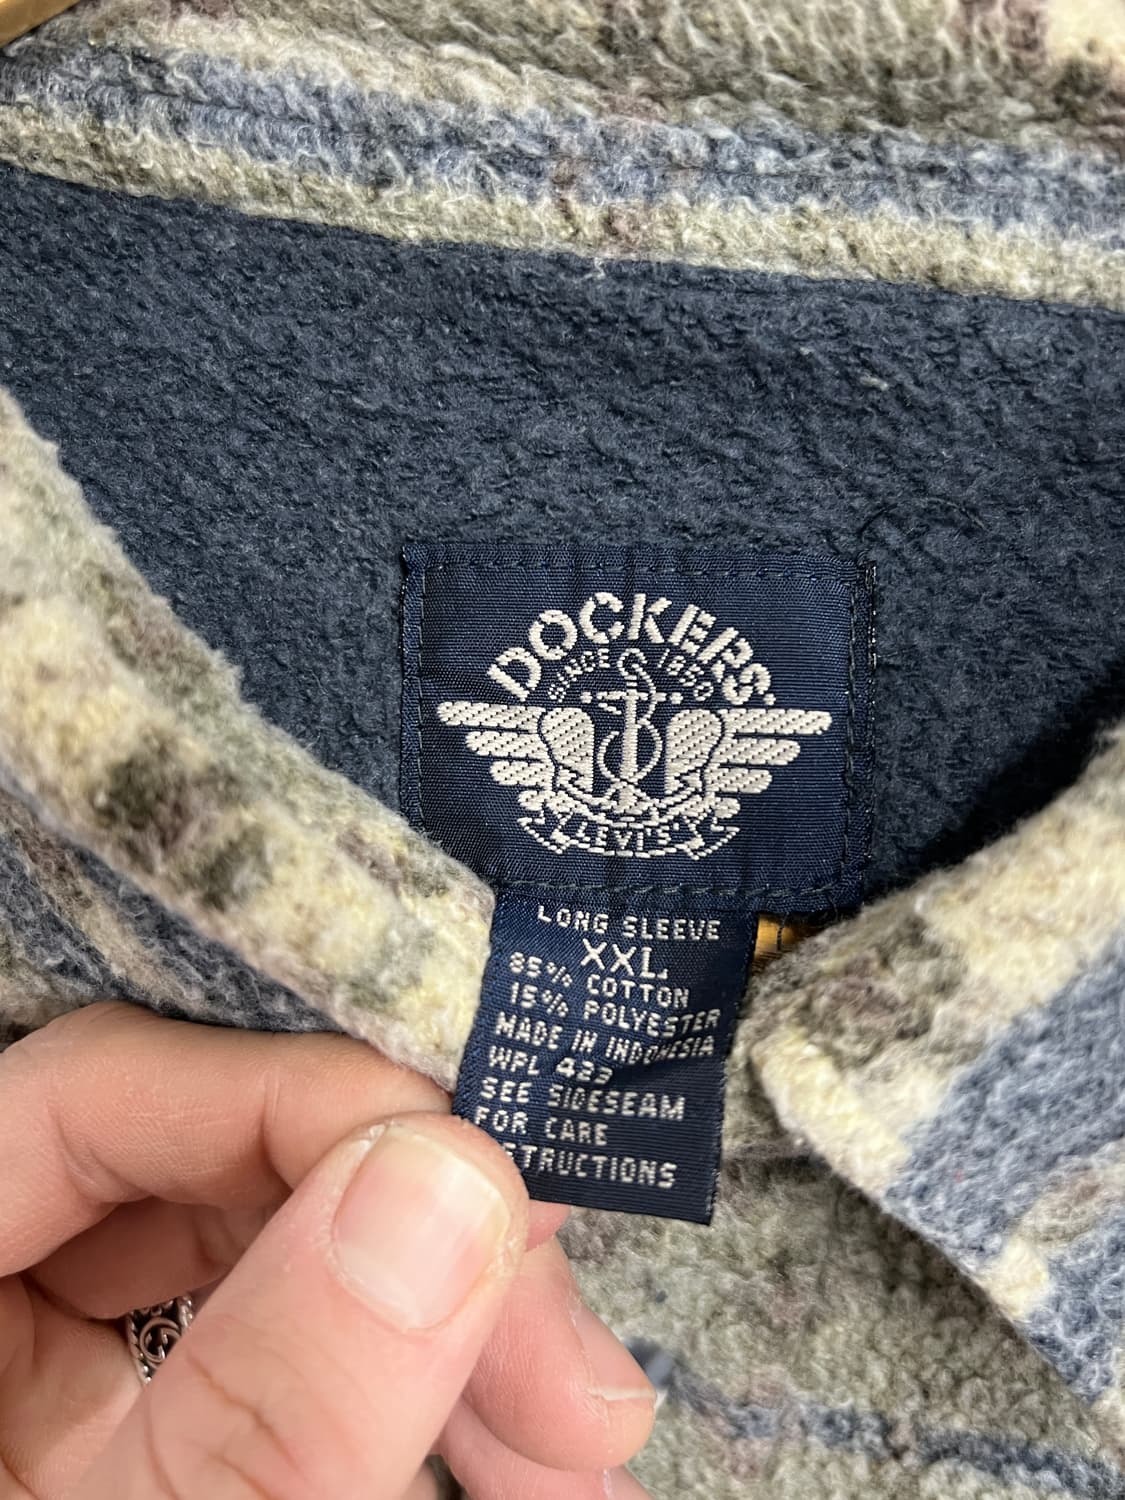 DOCKERS
SINCE 1850
LEVI'S
LONG SLEEVE
XXL
85% COTTON
15% POLYESTER
MADE IN INDONESIA
WPL 423
SEE SIDESEAM
FOR CARE
STRUCTIONS